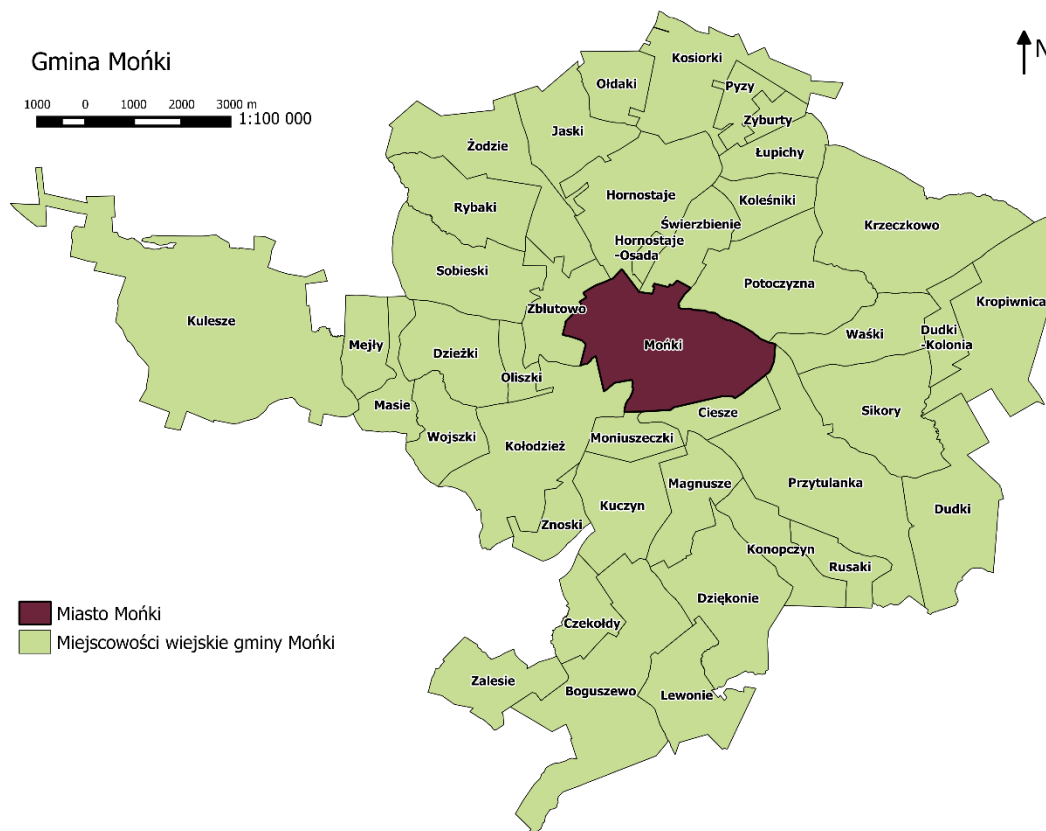 Gmina Mońki
N
1000 0 1000 2000 3000 m
1:100 000
Kosiorki
Ołdaki
Pyzy
Zyburty
Jaski
Żodzie
Łupichy
Hornostaje
Koleśniki
Rybaki
Świerzbienie
Krzeczkowo
Hornostaje
-Osada
Sobieski
Potoczyzna
Kropiwnica
Zblutowo
Kulesze
Mońki
Waśki
Dudki
-Kolonia
Mejły
Dzieżki
Oliszki
Masie
Ciesze
Sikory
Wojszki
Kołodzież
Moniuszeczki
Magnusze
Przytulanka
Kuczyn
Dudki
Znoski
Konopczyn
Rusaki
Dziękonie
Miasto Mońki
Czekołdy
Miejscowości wiejskie gminy Mońki
Zalesie
Boguszewo
Lewonie